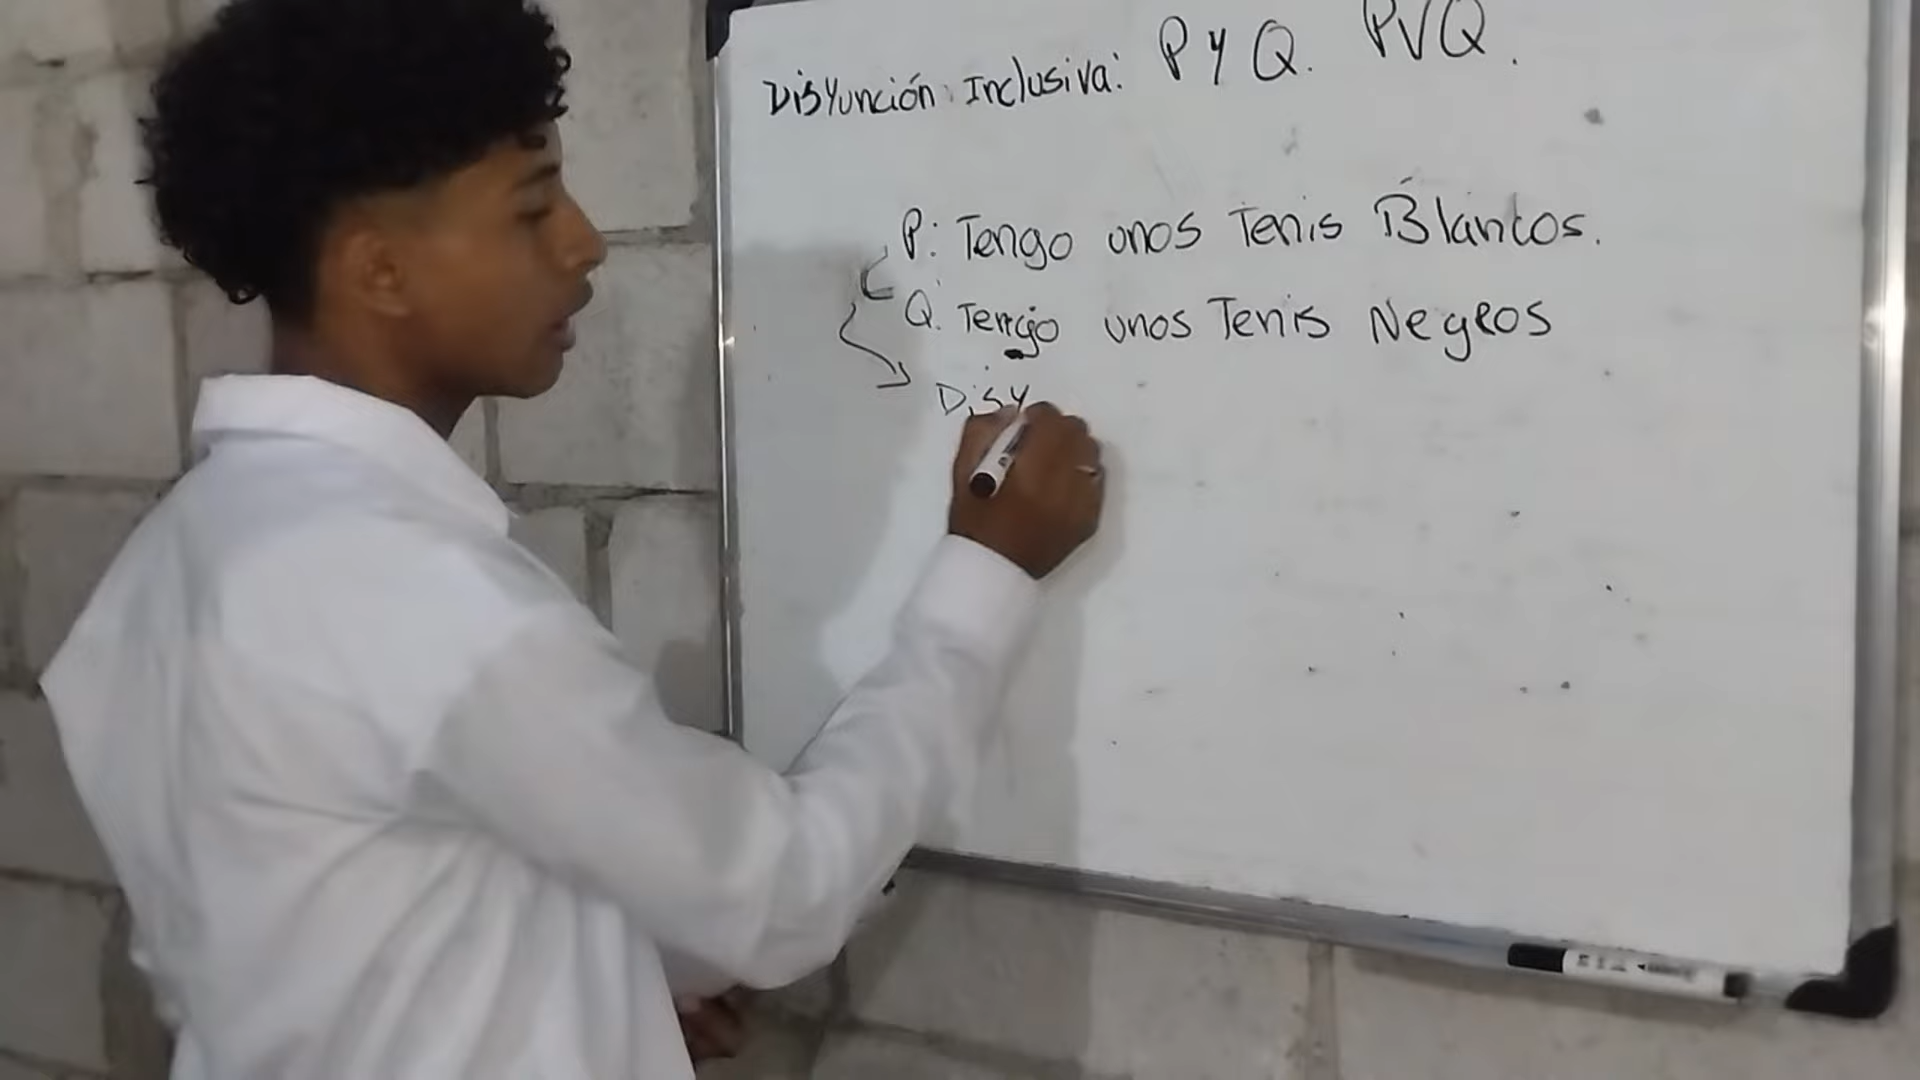 Disyunción Inclusiva: P y Q. PVQ.
P: Tengo unos Tenis Blancos.
Q. Tengo unos Tenis Negros
Disy